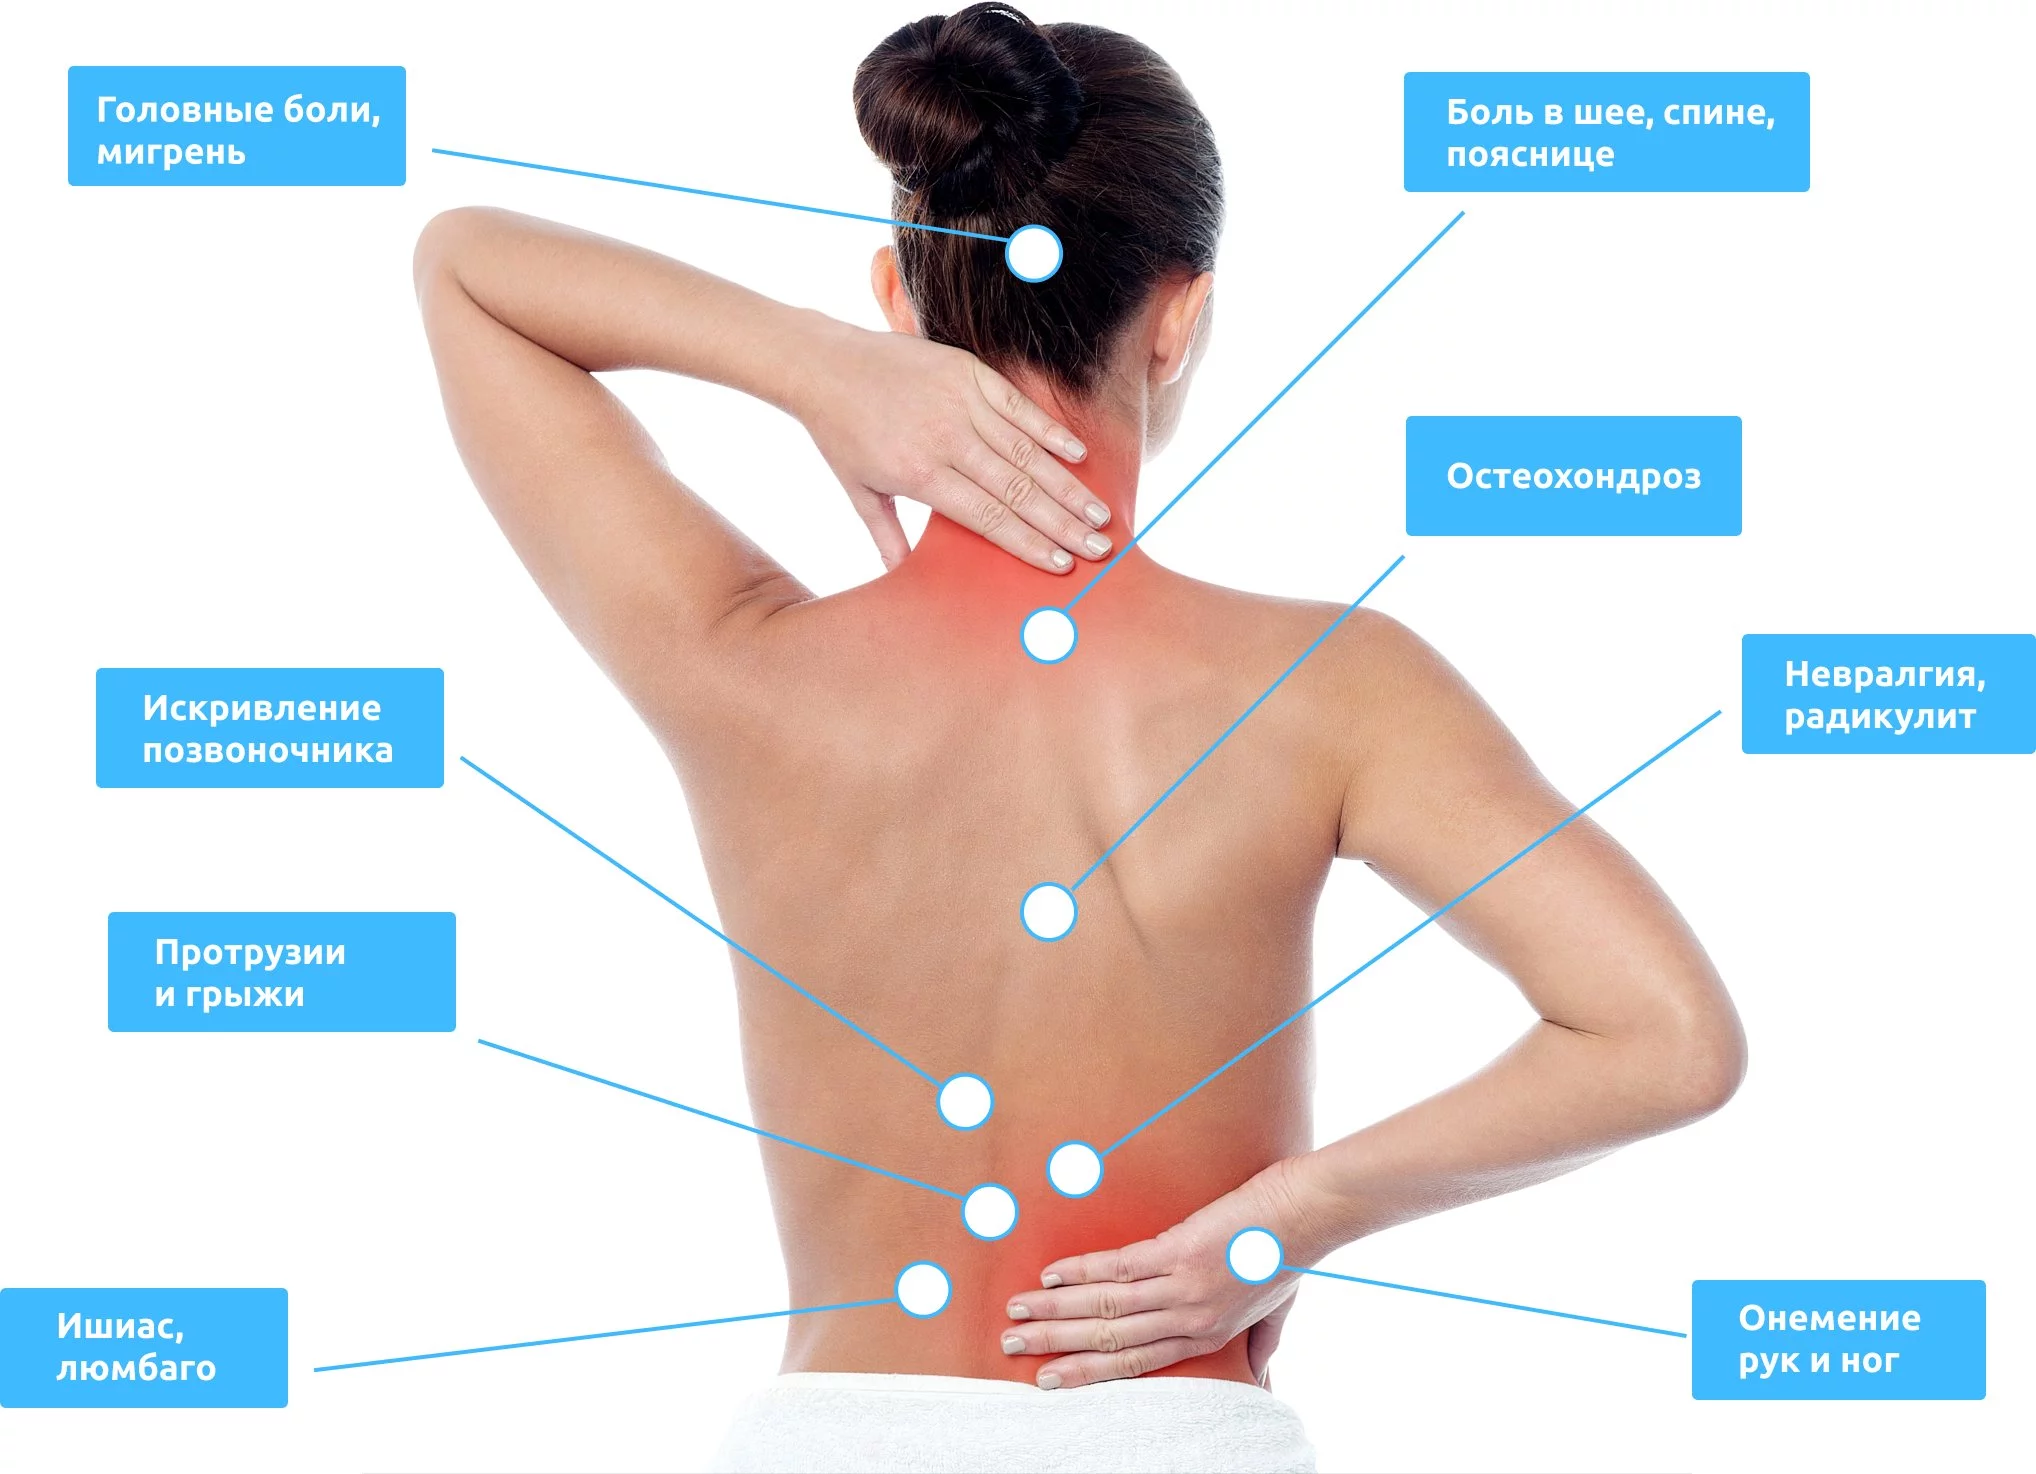 Головные боли,
мигрень
Боль в шее, спине,
пояснице
Остеохондроз
Невралгия,
радикулит
Искривление
позвоночника
Протрузии
и грыжи
Ишиас,
люмбаго
Онемение
рук и ног